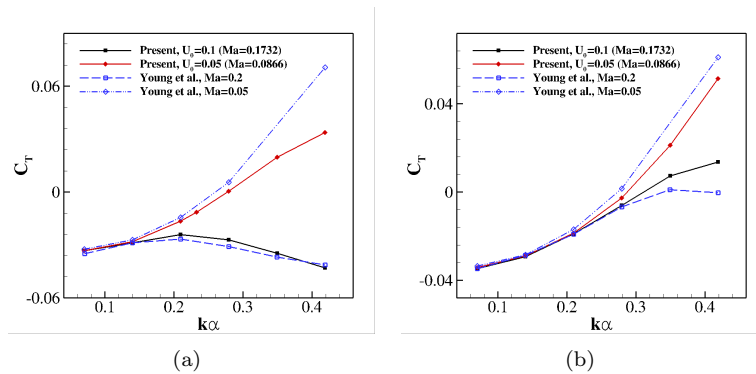 Present, U₀=0.1 (Ma=0.1732)
Present, U₀=0.05 (Ma=0.0866)
Young et al., Ma=0.2
Young et al., Ma=0.05
0.06
0
-0.06
C_T
0.1
0.2
0.3
0.4
kα
(a)
Present, U₀=0.1 (Ma=0.1732)
Present, U₀=0.05 (Ma=0.0866)
Young et al., Ma=0.2
Young et al., Ma=0.05
0.04
0
-0.04
C_T
0.1
0.2
0.3
0.4
kα
(b)